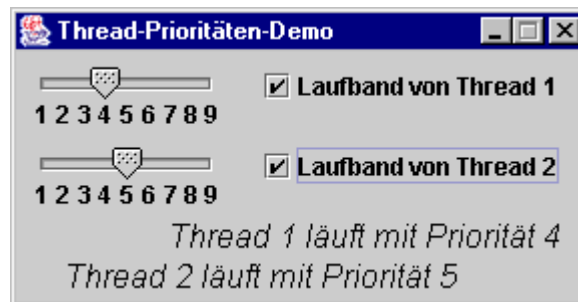 Thread-Prioritäten-Demo
1 2 3 4 5 6 7 8 9
Laufband von Thread 1
1 2 3 4 5 6 7 8 9
Laufband von Thread 2
Thread 1 läuft mit Priorität 4
Thread 2 läuft mit Priorität 5